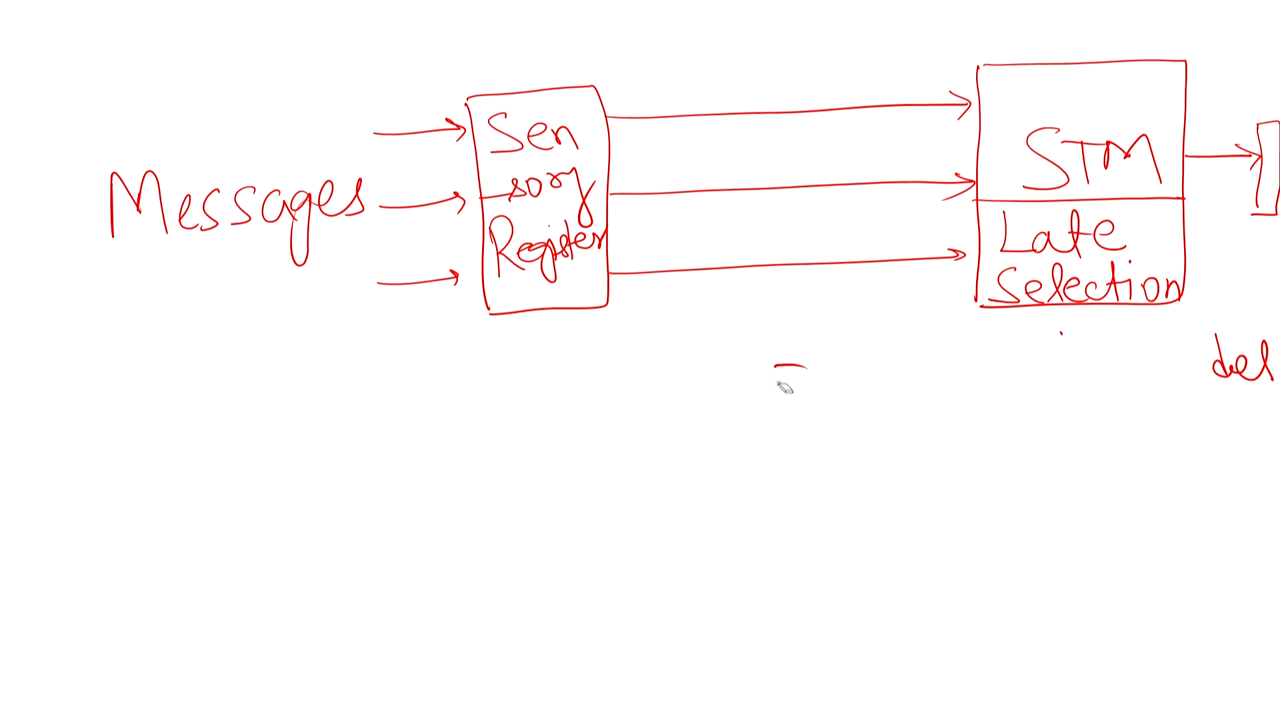 Messages
Sen
sory
Register
STM
Late
Selection
del